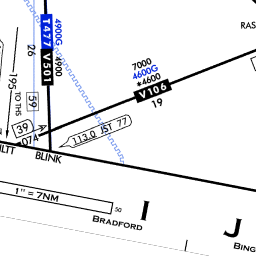 RAS
T477
V501
4900G
*4900
26
7000
4600G
*4600
V106
19
195
TO THS
59
39
074
113.0 JST 77
BLINK
1" = 7NM
50
BRADFORD
I
J
BING